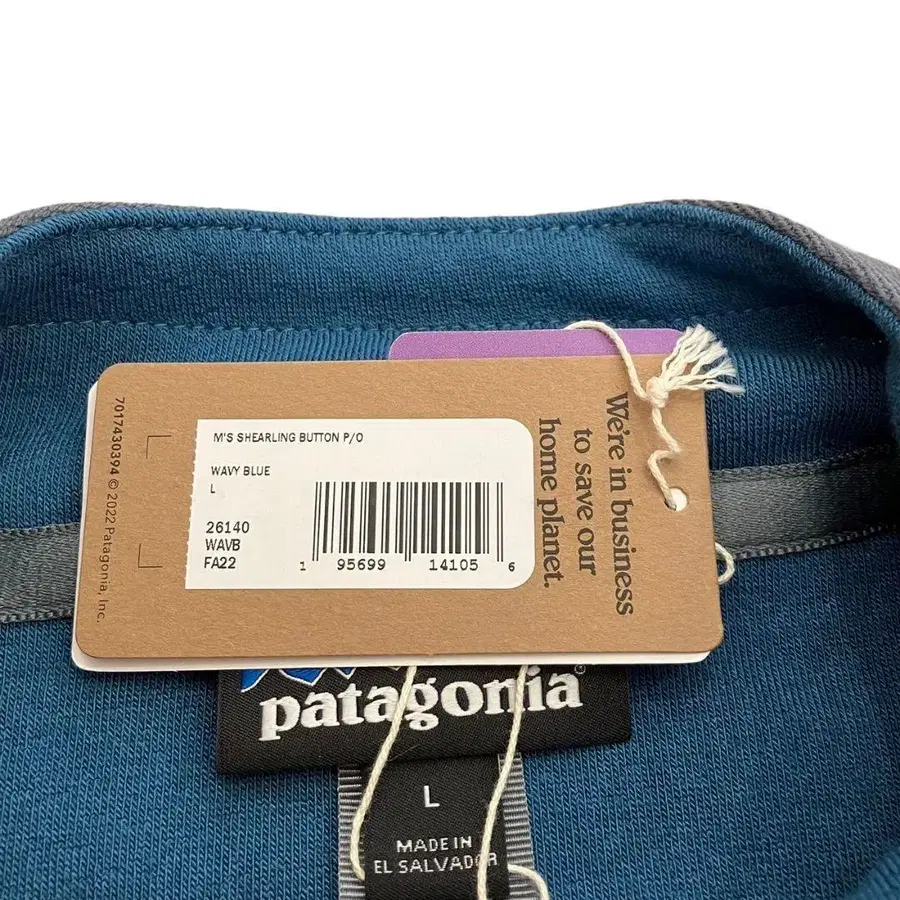 M'S SHEARLING BUTTON P/O
WAVY BLUE
L
26140
WAVB
FA22
1 95699 14105 6
We're in business
to save our
home planet.
7017430394 © 2022 Patagonia, Inc.
patagonia®
L
MADE IN
EL SALVADOR